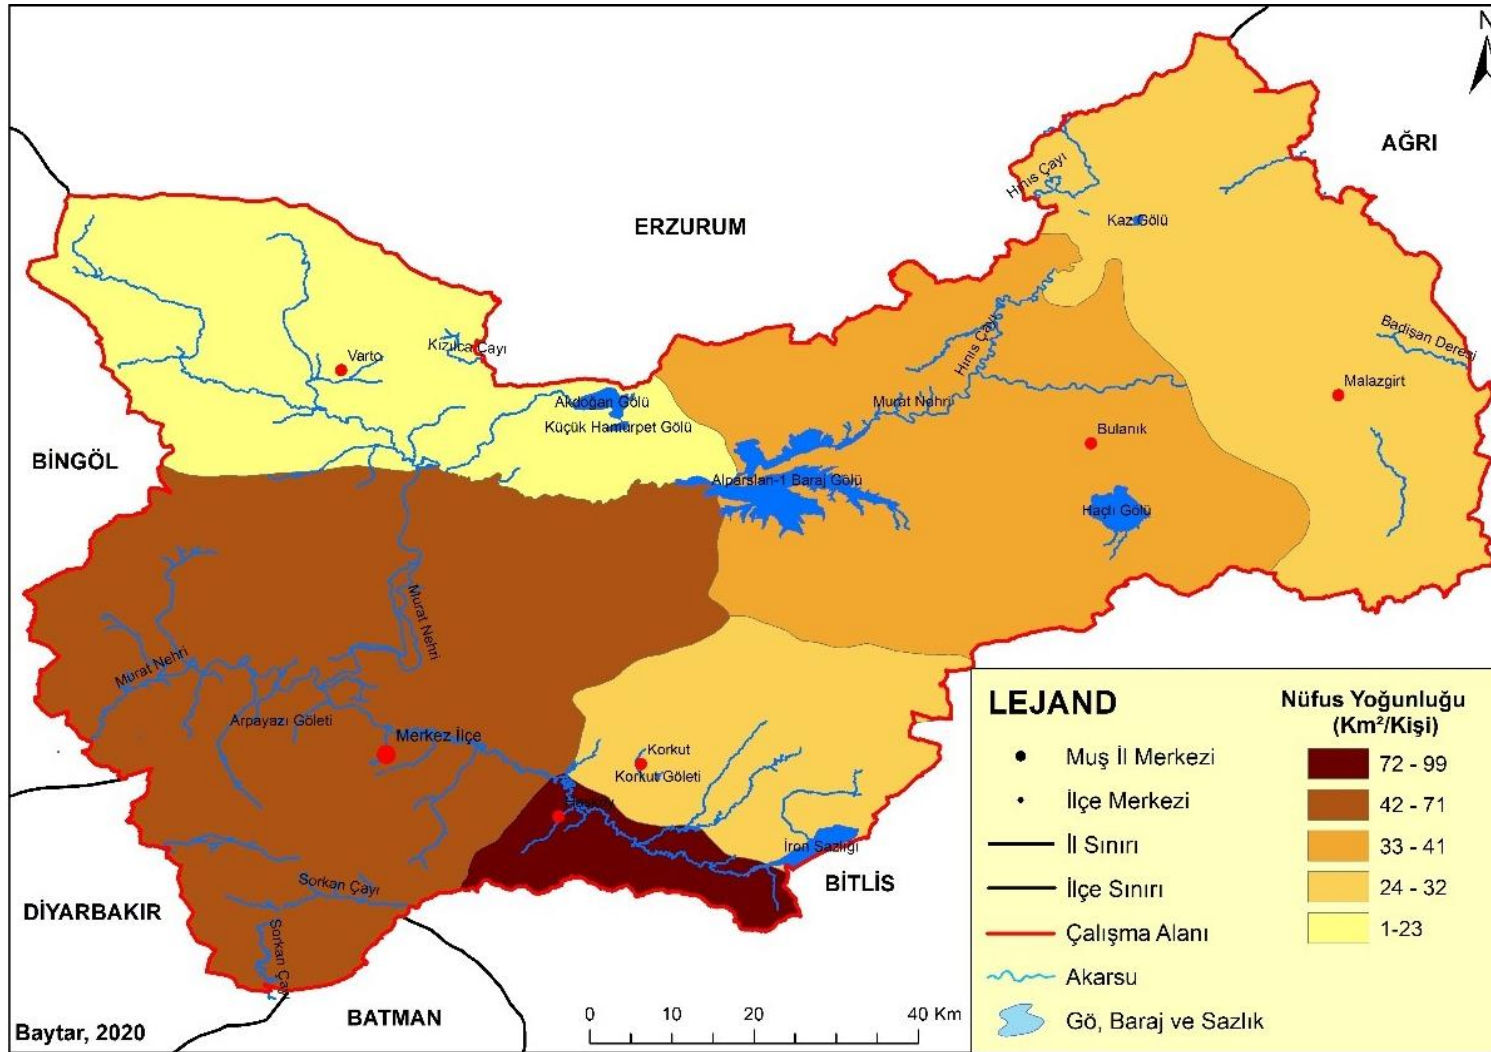 N
AĞRI
ERZURUM
Hınıs Çayı
Kaz Gölü
Kızılca Çayı
Varto
Hınıs Çayı
Badişan Deresi
Malazgirt
Akdoğan Gölü
Küçük Hamurpet Gölü
Murat Nehri
Bulanık
BİNGÖL
Alparslan-1 Baraj Gölü
Haçlı Gölü
Murat Nehri
Murat Nehri
Arpayazı Göleti
Merkez İlçe
Korkut
Korkut Göleti
Hasköy
İron Sazlığı
BİTLİS
Sorkan Çayı
DİYARBAKIR
Sorkan Çayı
BATMAN
Baytar, 2020
0 10 20 40 Km
LEJAND
Muş İl Merkezi
İlçe Merkezi
İl Sınırı
İlçe Sınırı
Çalışma Alanı
Akarsu
Gö, Baraj ve Sazlık
Nüfus Yoğunluğu
(Km²/Kişi)
72 - 99
42 - 71
33 - 41
24 - 32
1-23